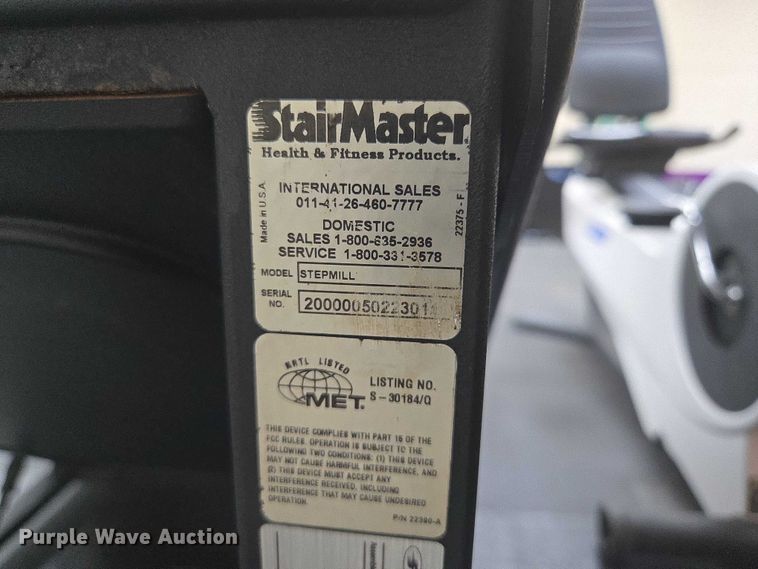 StairMaster
Health & Fitness Products.
Made in U.S.A.
INTERNATIONAL SALES
011-41-26-460-7777
DOMESTIC
SALES 1-800-635-2936
SERVICE 1-800-331-3578
22375 - F
MODEL STEPMILL
SERIAL NO. 200000502230
NRTL LISTED
MET.
LISTING NO.
S - 30184/Q
THIS DEVICE COMPLIES WITH PART 15 OF THE
FCC RULES. OPERATION IS SUBJECT TO THE
FOLLOWING TWO CONDITIONS: (1) THIS DEVICE
MAY NOT CAUSE HARMFUL INTERFERENCE, AND
(2) THIS DEVICE MUST ACCEPT ANY
INTERFERENCE RECEIVED, INCLUDING
INTERFERENCE THAT MAY CAUSE UNDESIRED
OPERATION.
P/N 22380-A
Purple Wave Auction